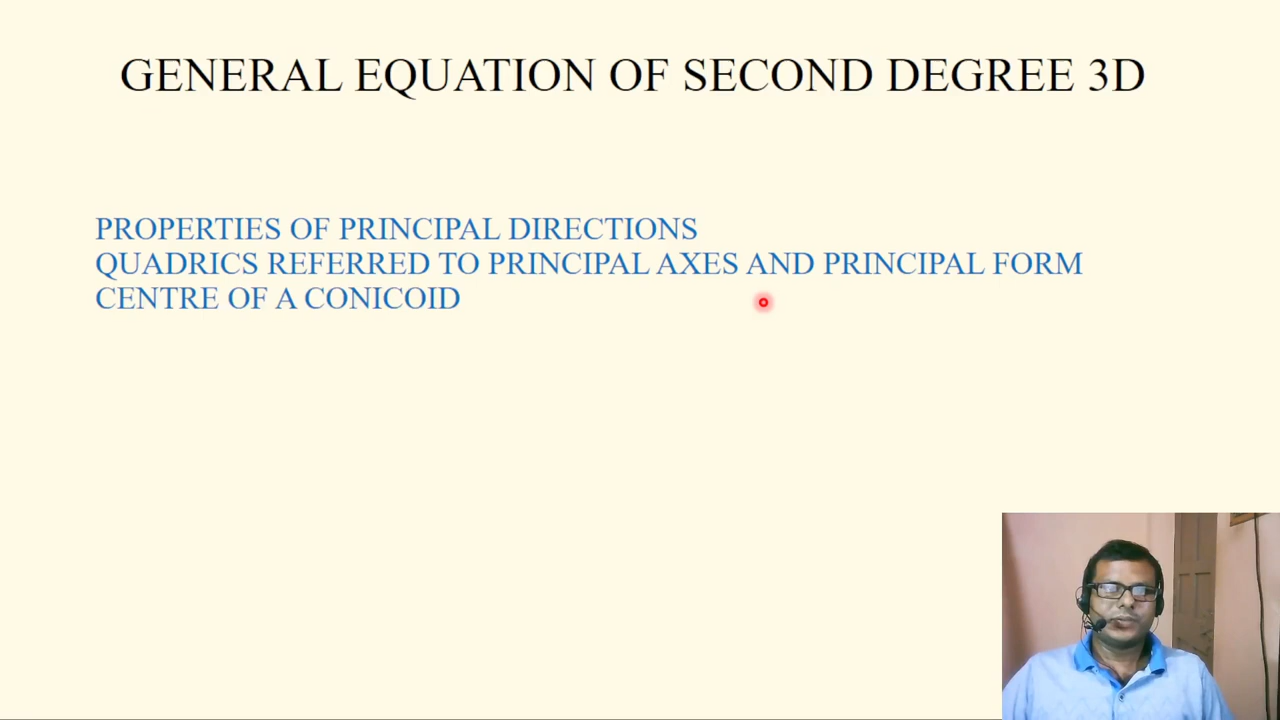 GENERAL EQUATION OF SECOND DEGREE 3D
PROPERTIES OF PRINCIPAL DIRECTIONS
QUADRICS REFERRED TO PRINCIPAL AXES AND PRINCIPAL FORM
CENTRE OF A CONICOID